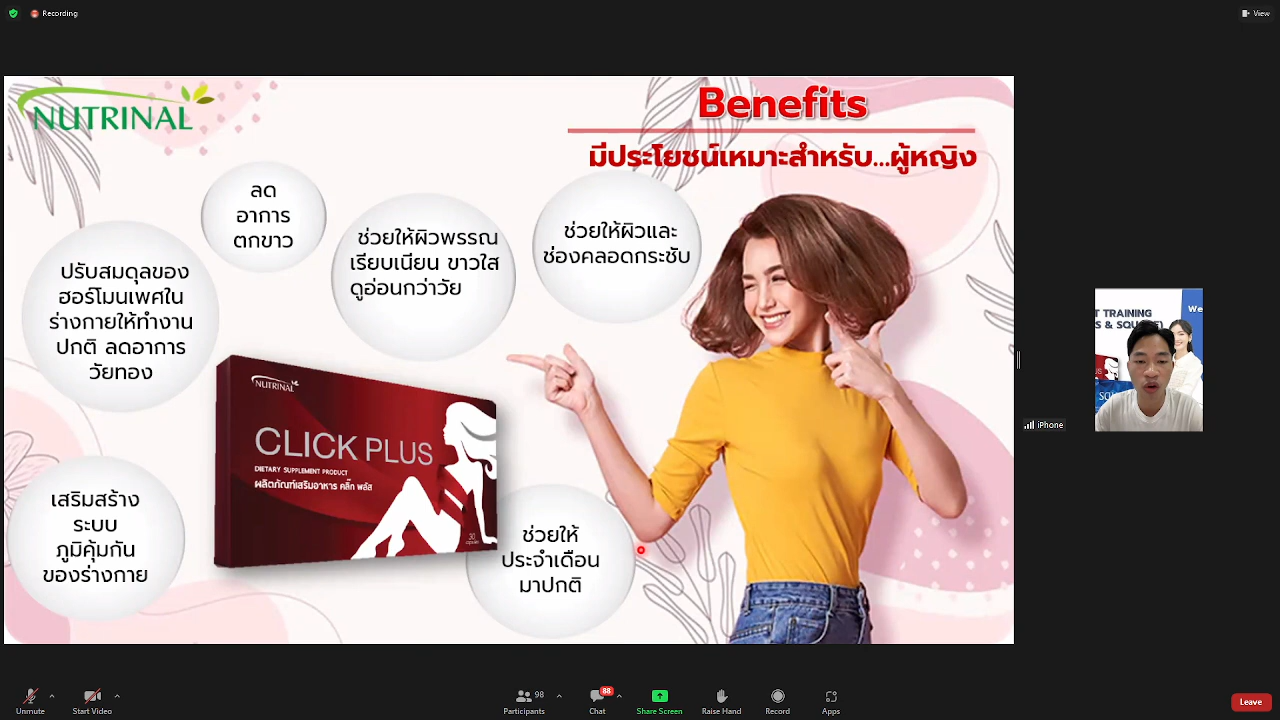 Recording
View
NUTRINAL
Benefits
มีประโยชน์เหมาะสำหรับ...ผู้หญิง
ลด
อาการ
ตกขาว
ช่วยให้ผิวพรรณ
เรียบเนียน ขาวใส
ดูอ่อนกว่าวัย
ช่วยให้ผิวและ
ช่องคลอดกระชับ
ปรับสมดุลของ
ฮอร์โมนเพศใน
ร่างกายให้ทำงาน
ปกติ ลดอาการ
วัยทอง
NUTRINAL
CLICK PLUS
DIETARY SUPPLEMENT PRODUCT
ผลิตภัณฑ์เสริมอาหาร คลิ๊ก พลัส
30
capsules
เสริมสร้าง
ระบบ
ภูมิคุ้มกัน
ของร่างกาย
ช่วยให้
ประจำเดือน
มาปกติ
We
T TRAINING
S & SQU
iPhone
Unmute
Start Video
Participants
98
Chat
88
Share Screen
Raise Hand
Record
Apps
Leave